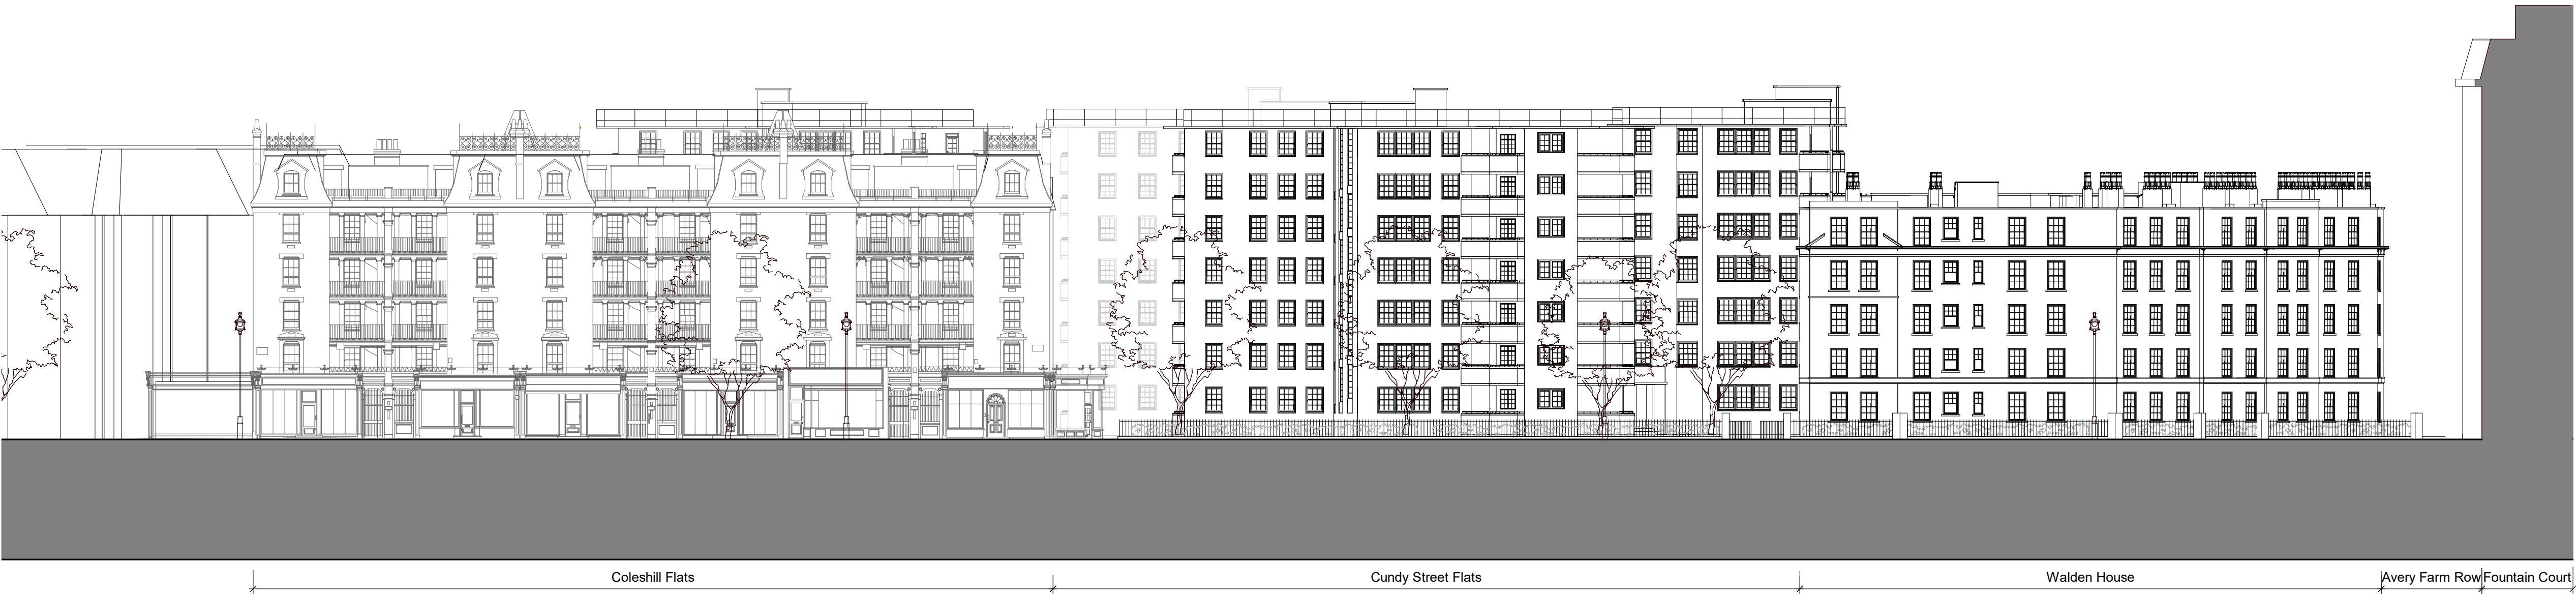 Coleshill Flats
Cundy Street Flats
Walden House
Avery Farm Row
Fountain Court